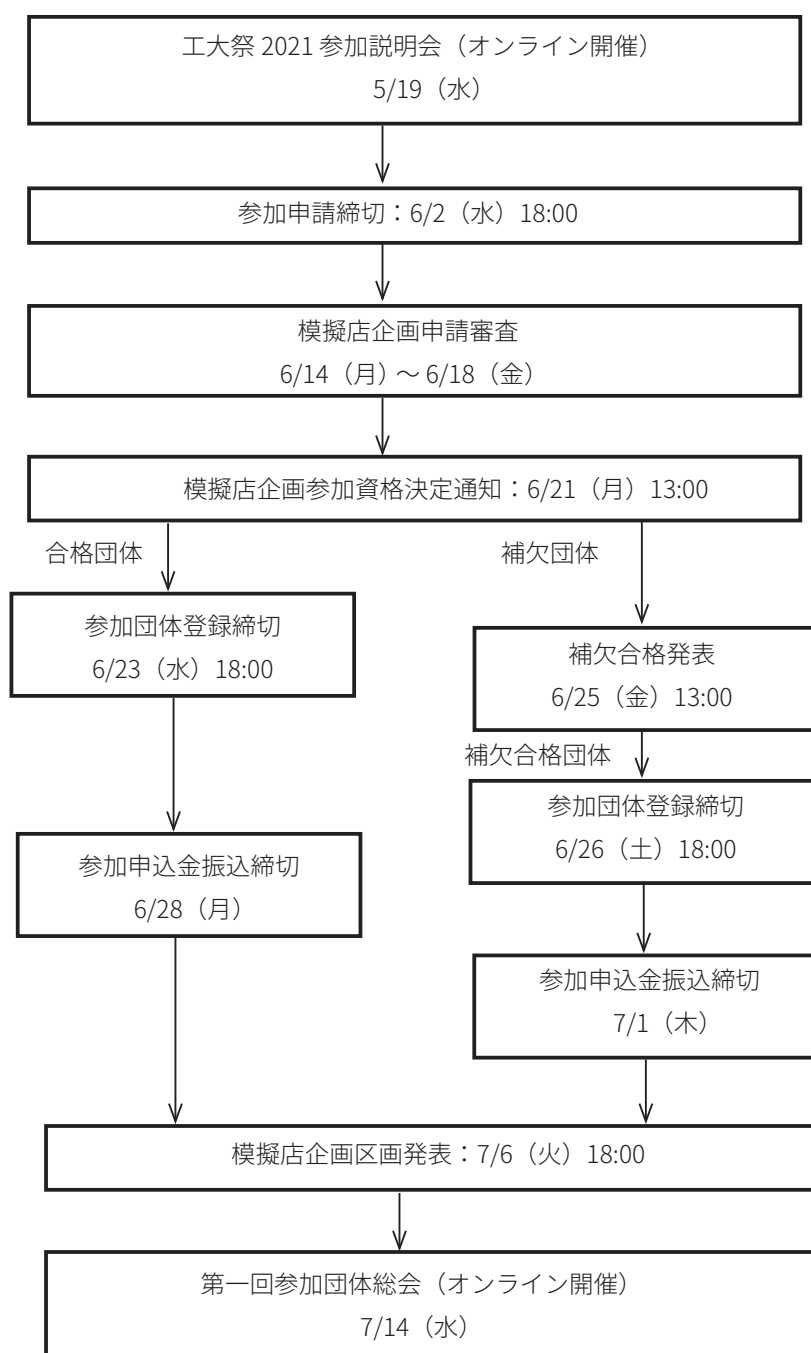 工大祭 2021 参加説明会（オンライン開催）
5/19（水）
参加申請締切：6/2（水）18:00
模擬店企画申請審査
6/14（月）〜 6/18（金）
模擬店企画参加資格決定通知：6/21（月）13:00
合格団体
参加団体登録締切
6/23（水）18:00
参加申込金振込締切
6/28（月）
補欠団体
補欠合格発表
6/25（金）13:00
補欠合格団体
参加団体登録締切
6/26（土）18:00
参加申込金振込締切
7/1（木）
模擬店企画区画発表：7/6（火）18:00
第一回参加団体総会（オンライン開催）
7/14（水）